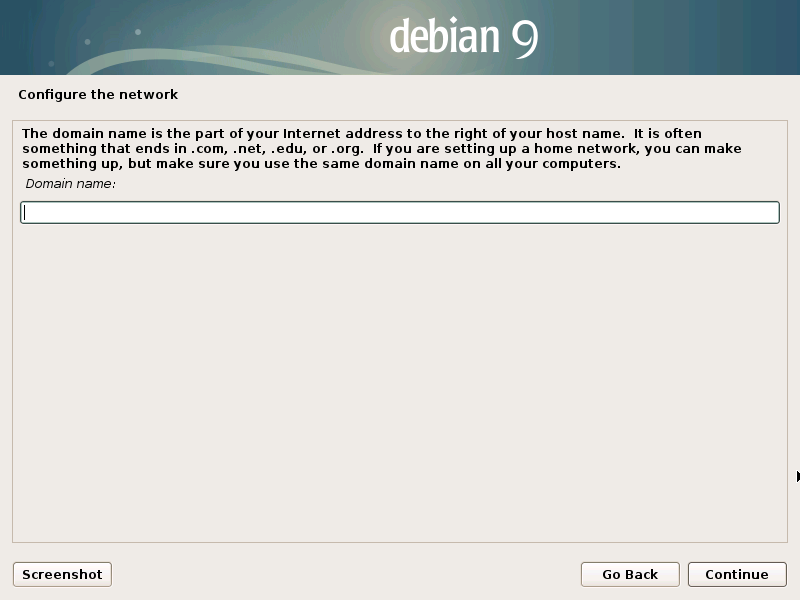 debian 9
Configure the network
The domain name is the part of your Internet address to the right of your host name.  It is often
something that ends in .com, .net, .edu, or .org.  If you are setting up a home network, you can make
something up, but make sure you use the same domain name on all your computers.
Domain name:
Screenshot
Go Back
Continue